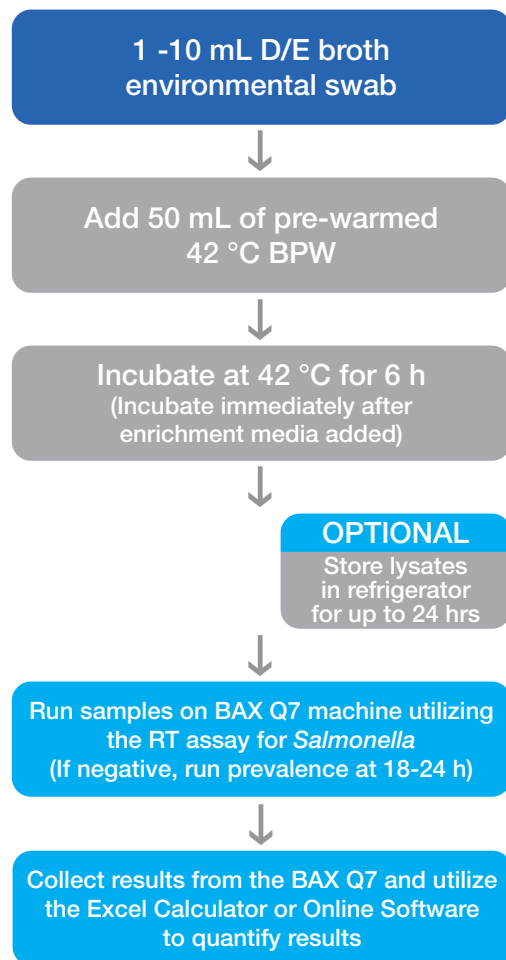 1 -10 mL D/E broth
environmental swab
Add 50 mL of pre-warmed
42 °C BPW
Incubate at 42 °C for 6 h
(Incubate immediately after
enrichment media added)
OPTIONAL
Store lysates
in refrigerator
for up to 24 hrs
Run samples on BAX Q7 machine utilizing
the RT assay for Salmonella
(If negative, run prevalence at 18-24 h)
Collect results from the BAX Q7 and utilize
the Excel Calculator or Online Software
to quantify results